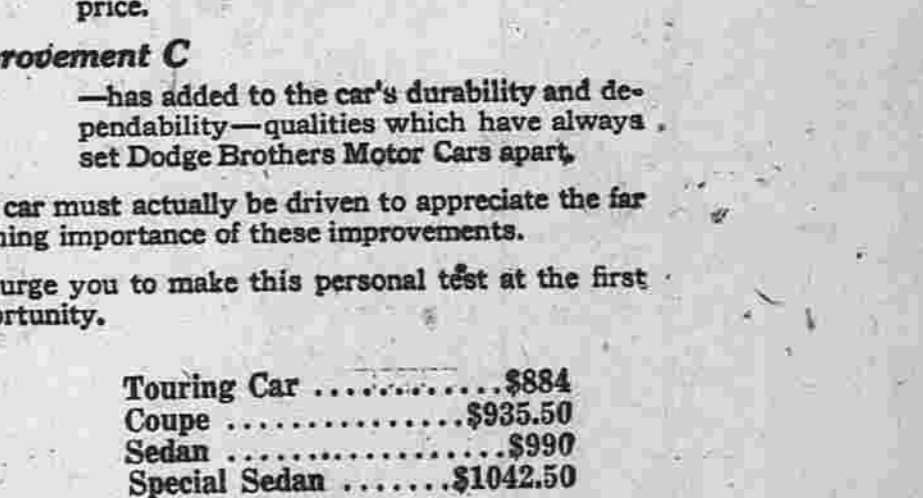 price.
rovement C
—has added to the car's durability and de-
pendability—qualities which have always
set Dodge Brothers Motor Cars apart.
car must actually be driven to appreciate the far
hing importance of these improvements.
urge you to make this personal test at the first
ortunity.
Touring Car .............$884
Coupe ................$935.50
Sedan ...................$990
Special Sedan .......$1042.50